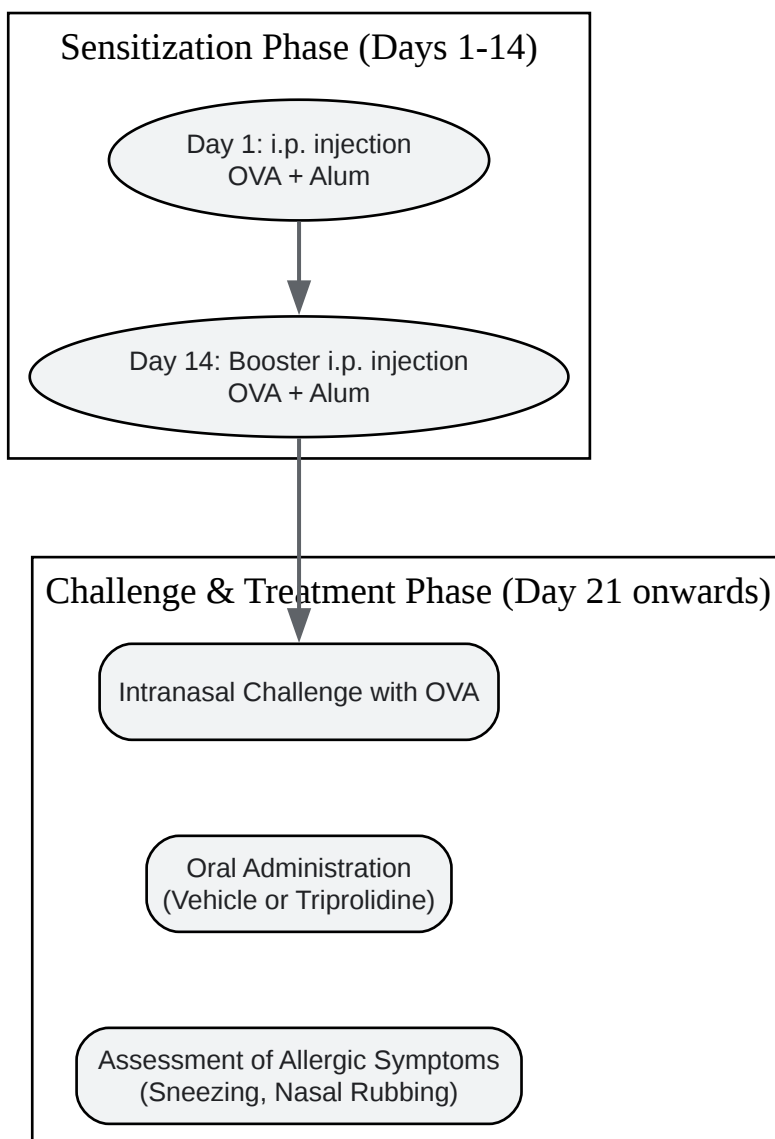 Sensitization Phase (Days 1-14)
Day 1: i.p. injection
OVA + Alum
Day 14: Booster i.p. injection
OVA + Alum
Challenge & Treatment Phase (Day 21 onwards)
Intranasal Challenge with OVA
Oral Administration
(Vehicle or Triprolidine)
Assessment of Allergic Symptoms
(Sneezing, Nasal Rubbing)